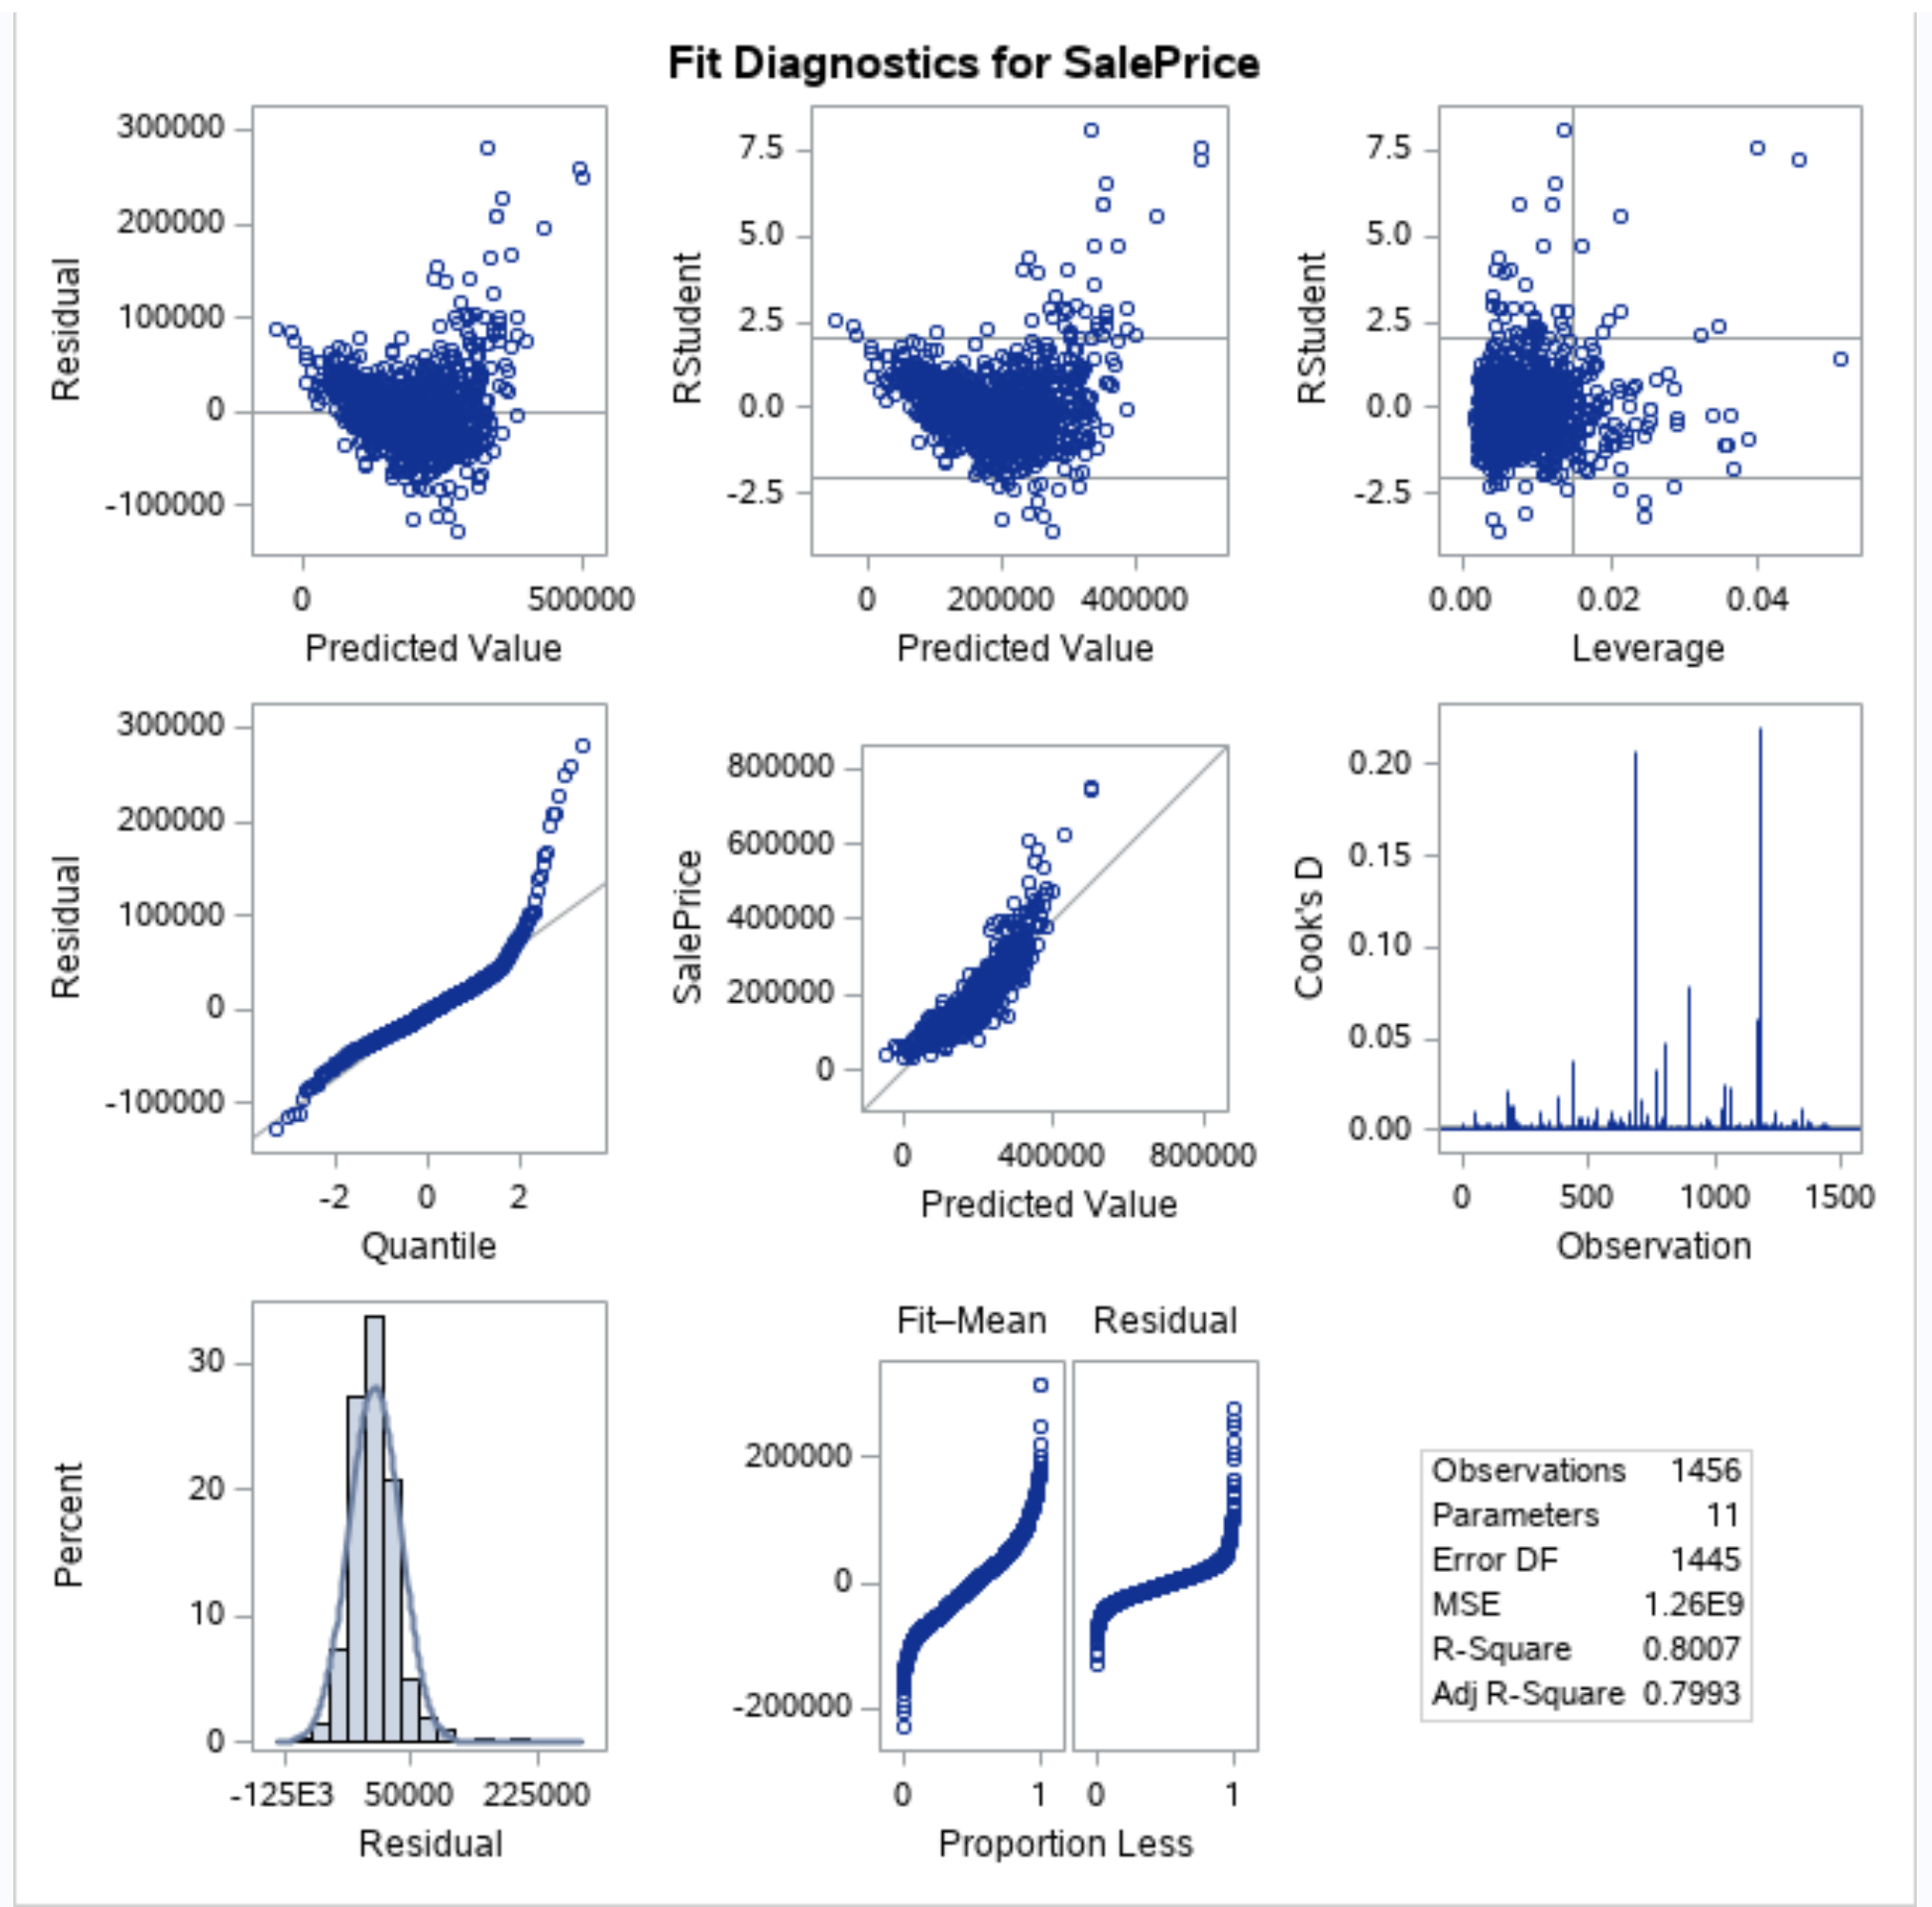 Fit Diagnostics for SalePrice
Residual
300000
200000
100000
0
-100000
0 500000
Predicted Value
RStudent
7.5
5.0
2.5
0.0
-2.5
0 200000 400000
Predicted Value
RStudent
7.5
5.0
2.5
0.0
-2.5
0.00 0.02 0.04
Leverage
Residual
300000
200000
100000
0
-100000
-2 0 2
Quantile
SalePrice
800000
600000
400000
200000
0
0 400000 800000
Predicted Value
Cook's D
0.20
0.15
0.10
0.05
0.00
0 500 1000 1500
Observation
Percent
30
20
10
0
-125E3 50000 225000
Residual
Fit–Mean Residual
200000
0
-200000
0 1 0 1
Proportion Less
Observations 1456
Parameters 11
Error DF 1445
MSE 1.26E9
R-Square 0.8007
Adj R-Square 0.7993